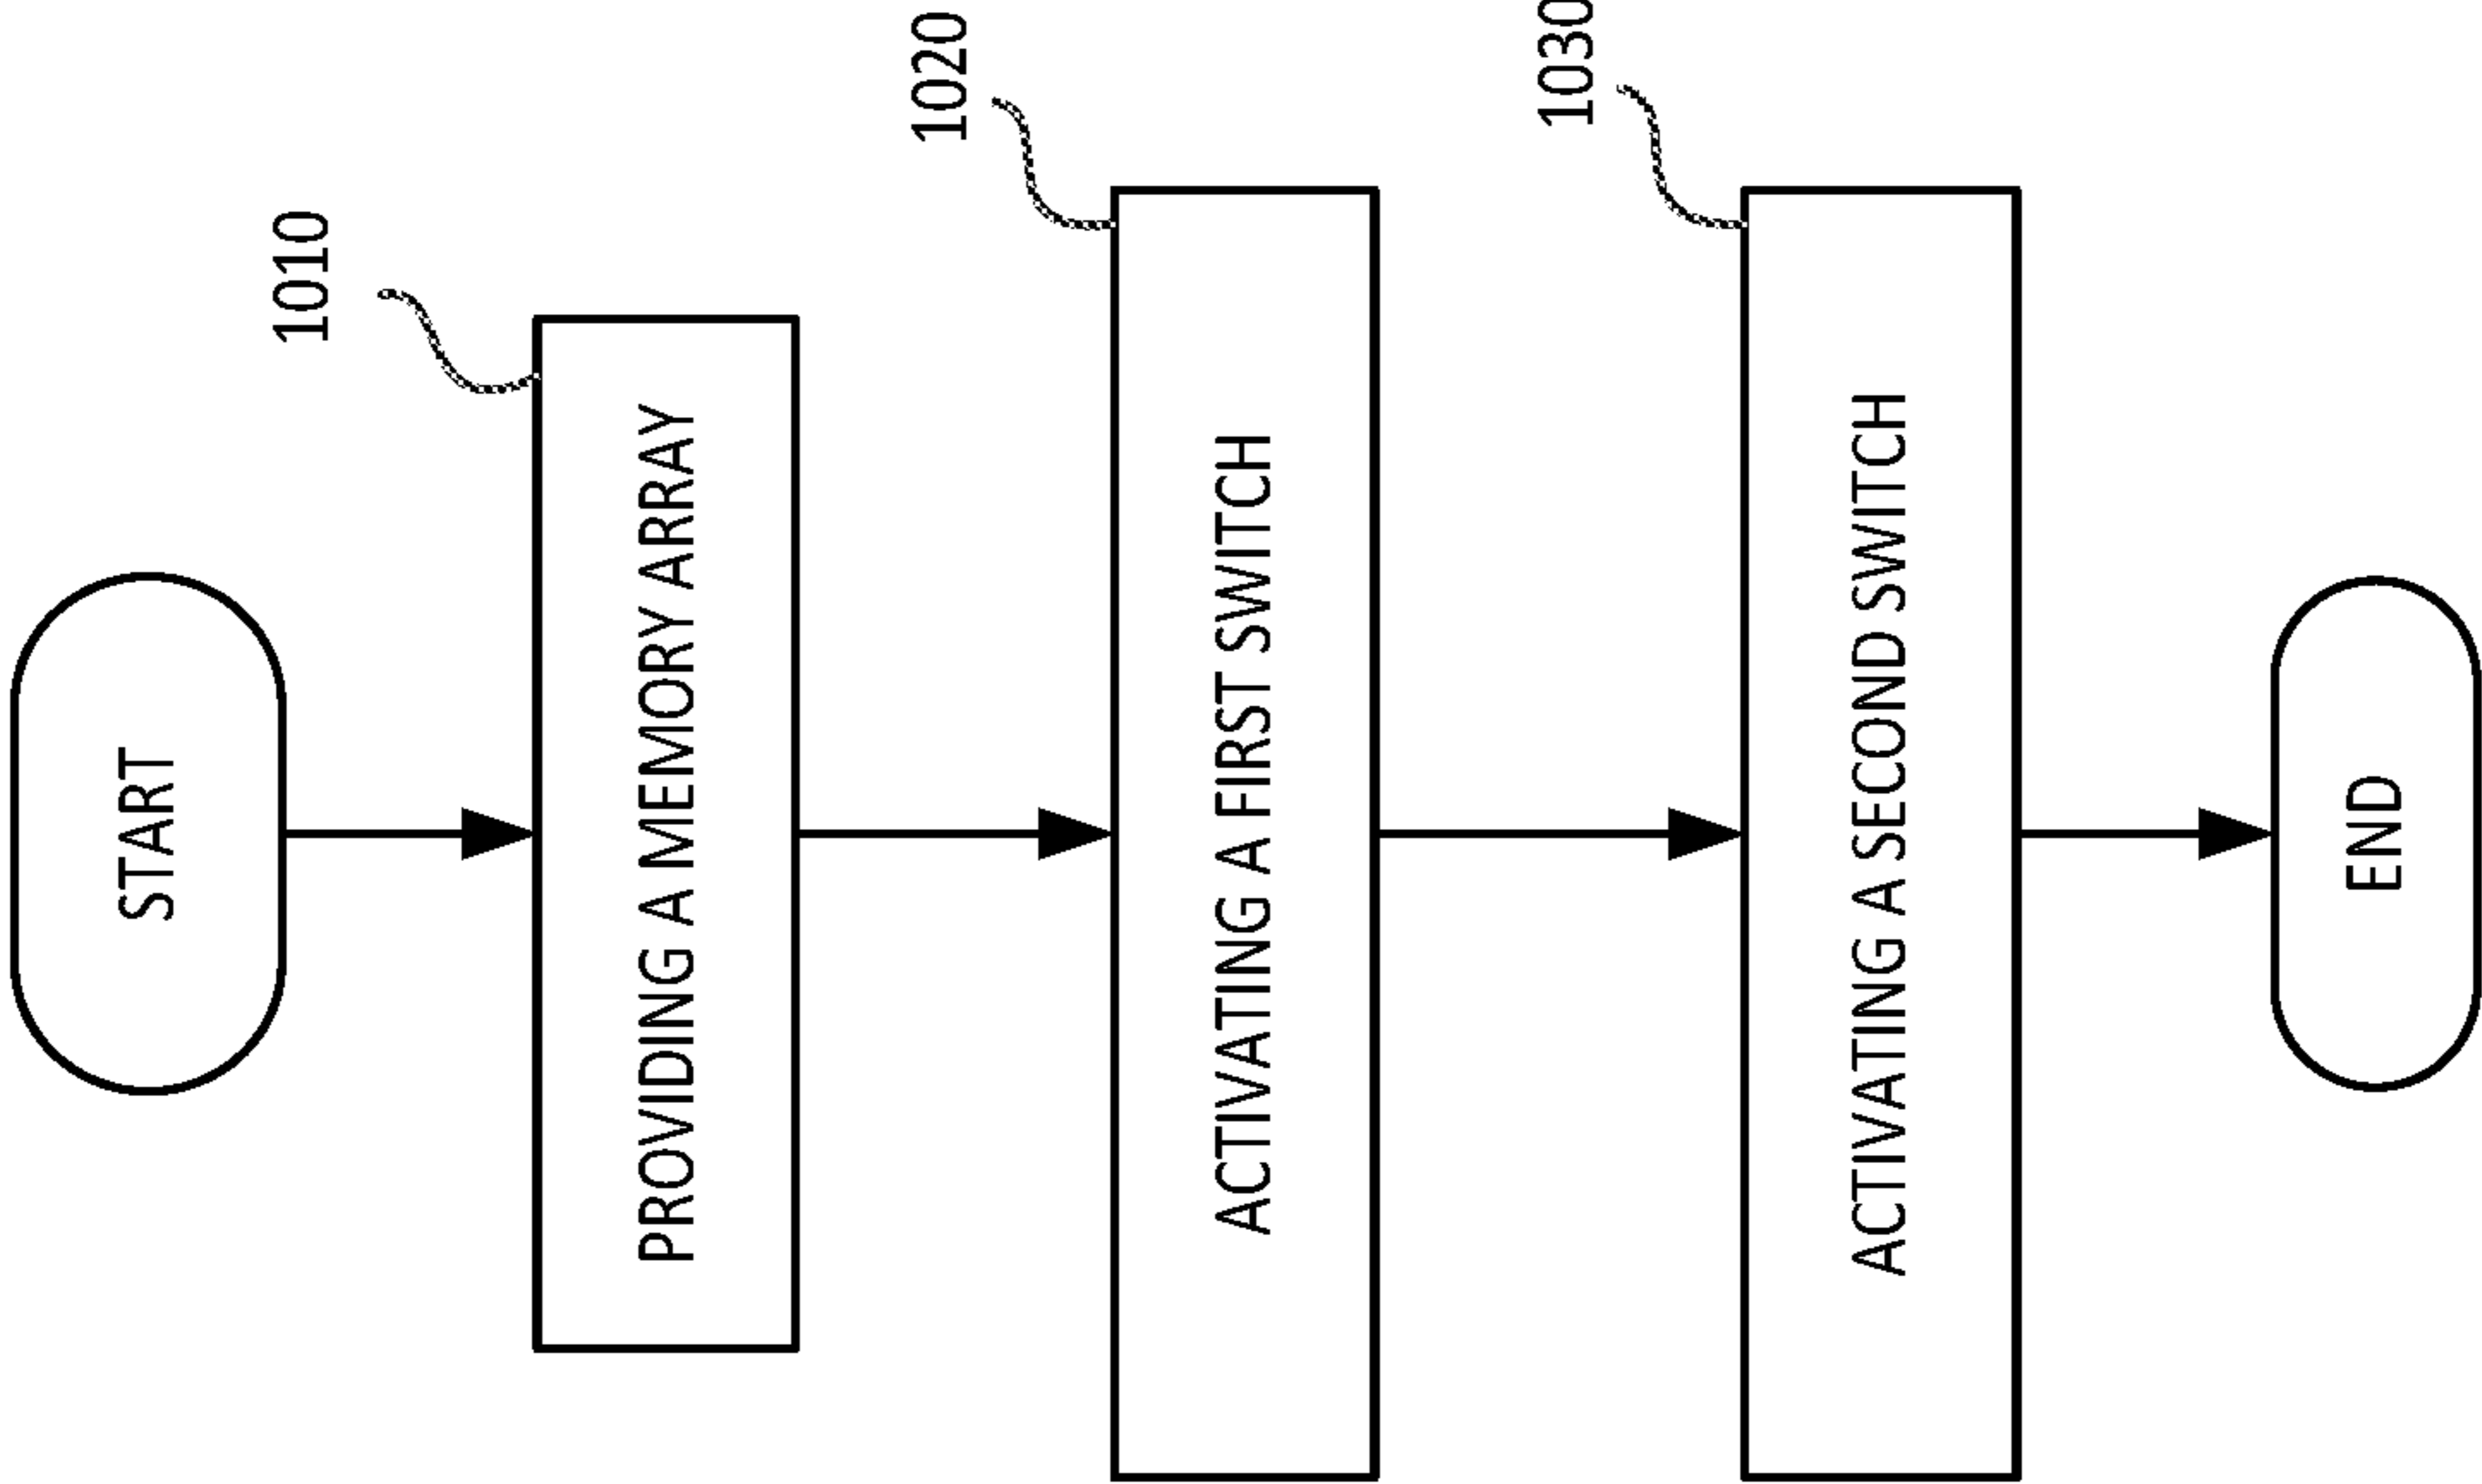 START
1010
PROVIDING A MEMORY ARRAY
1020
ACTIVATING A FIRST SWITCH
1030
ACTIVATING A SECOND SWITCH
END